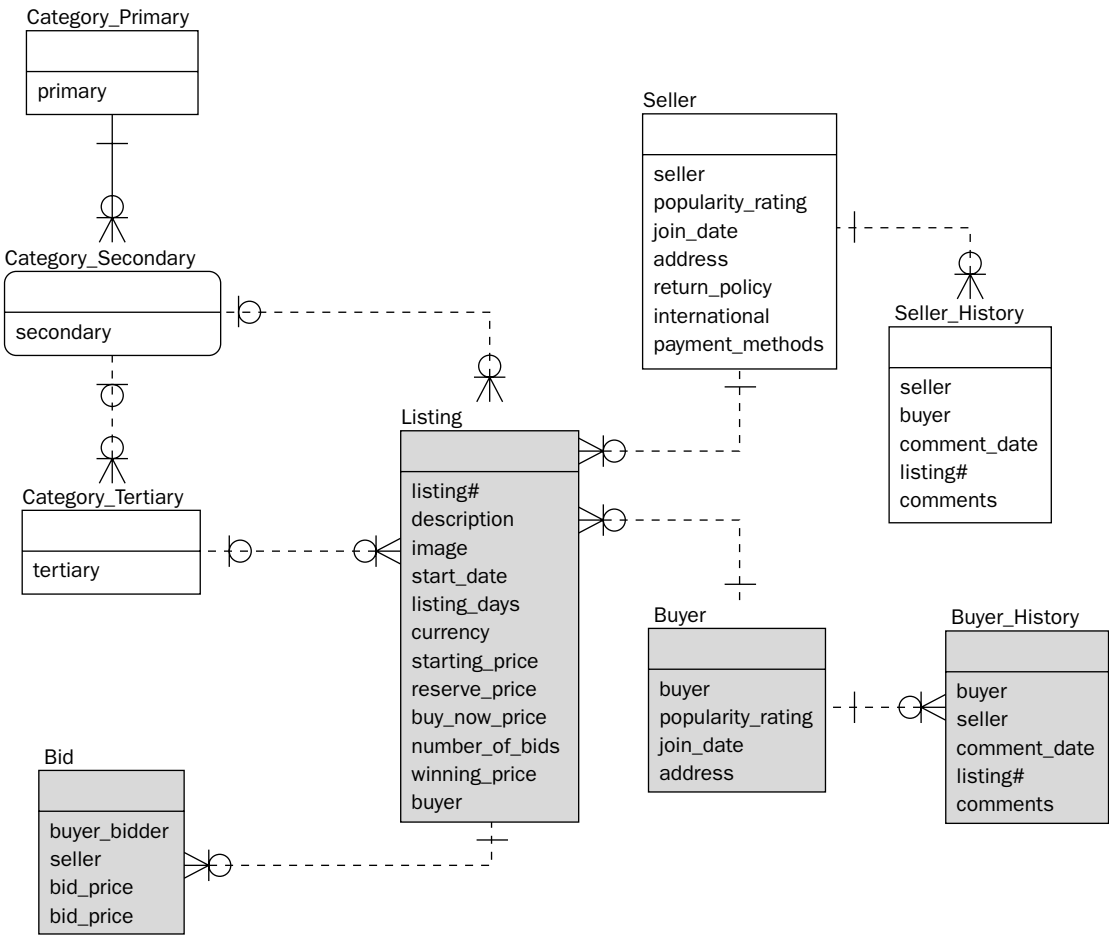 Category_Primary
primary
Category_Secondary
secondary
Category_Tertiary
tertiary
Listing
listing#
description
image
start_date
listing_days
currency
starting_price
reserve_price
buy_now_price
number_of_bids
winning_price
buyer
Seller
seller
popularity_rating
join_date
address
return_policy
international
payment_methods
Seller_History
seller
buyer
comment_date
listing#
comments
Buyer
buyer
popularity_rating
join_date
address
Buyer_History
buyer
seller
comment_date
listing#
comments
Bid
buyer_bidder
seller
bid_price
bid_price